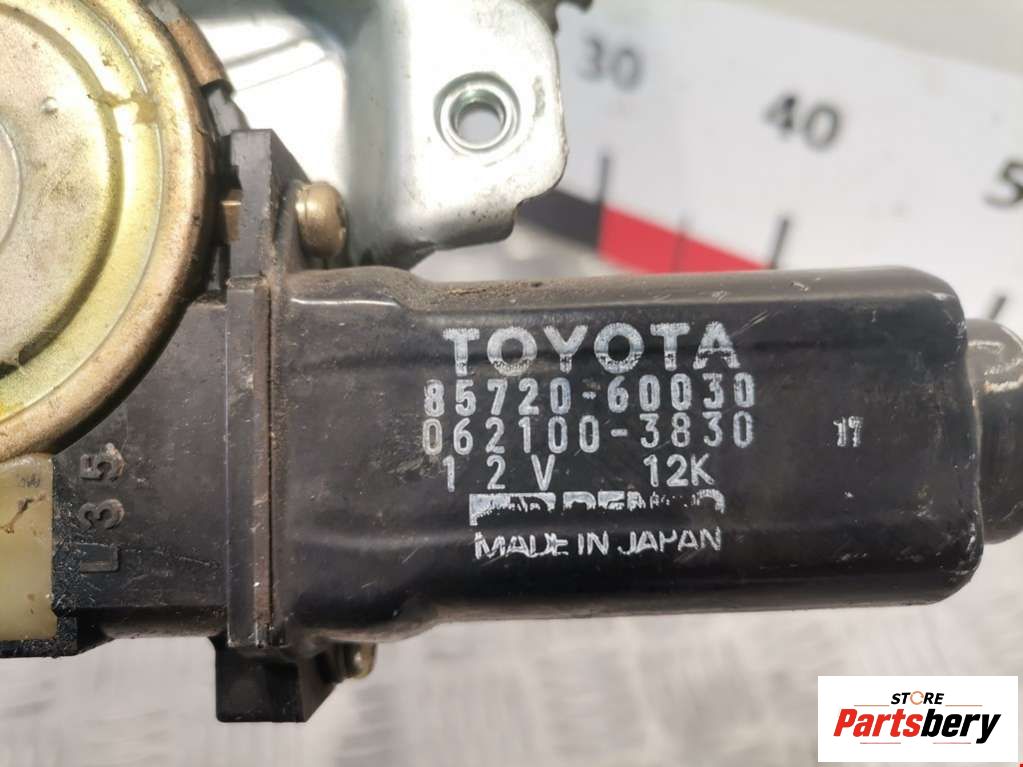 30
40
TOYOTA
85720-60030
062100-3830
17
12V 12K
MADE IN JAPAN
L35
STORE
Partsbery